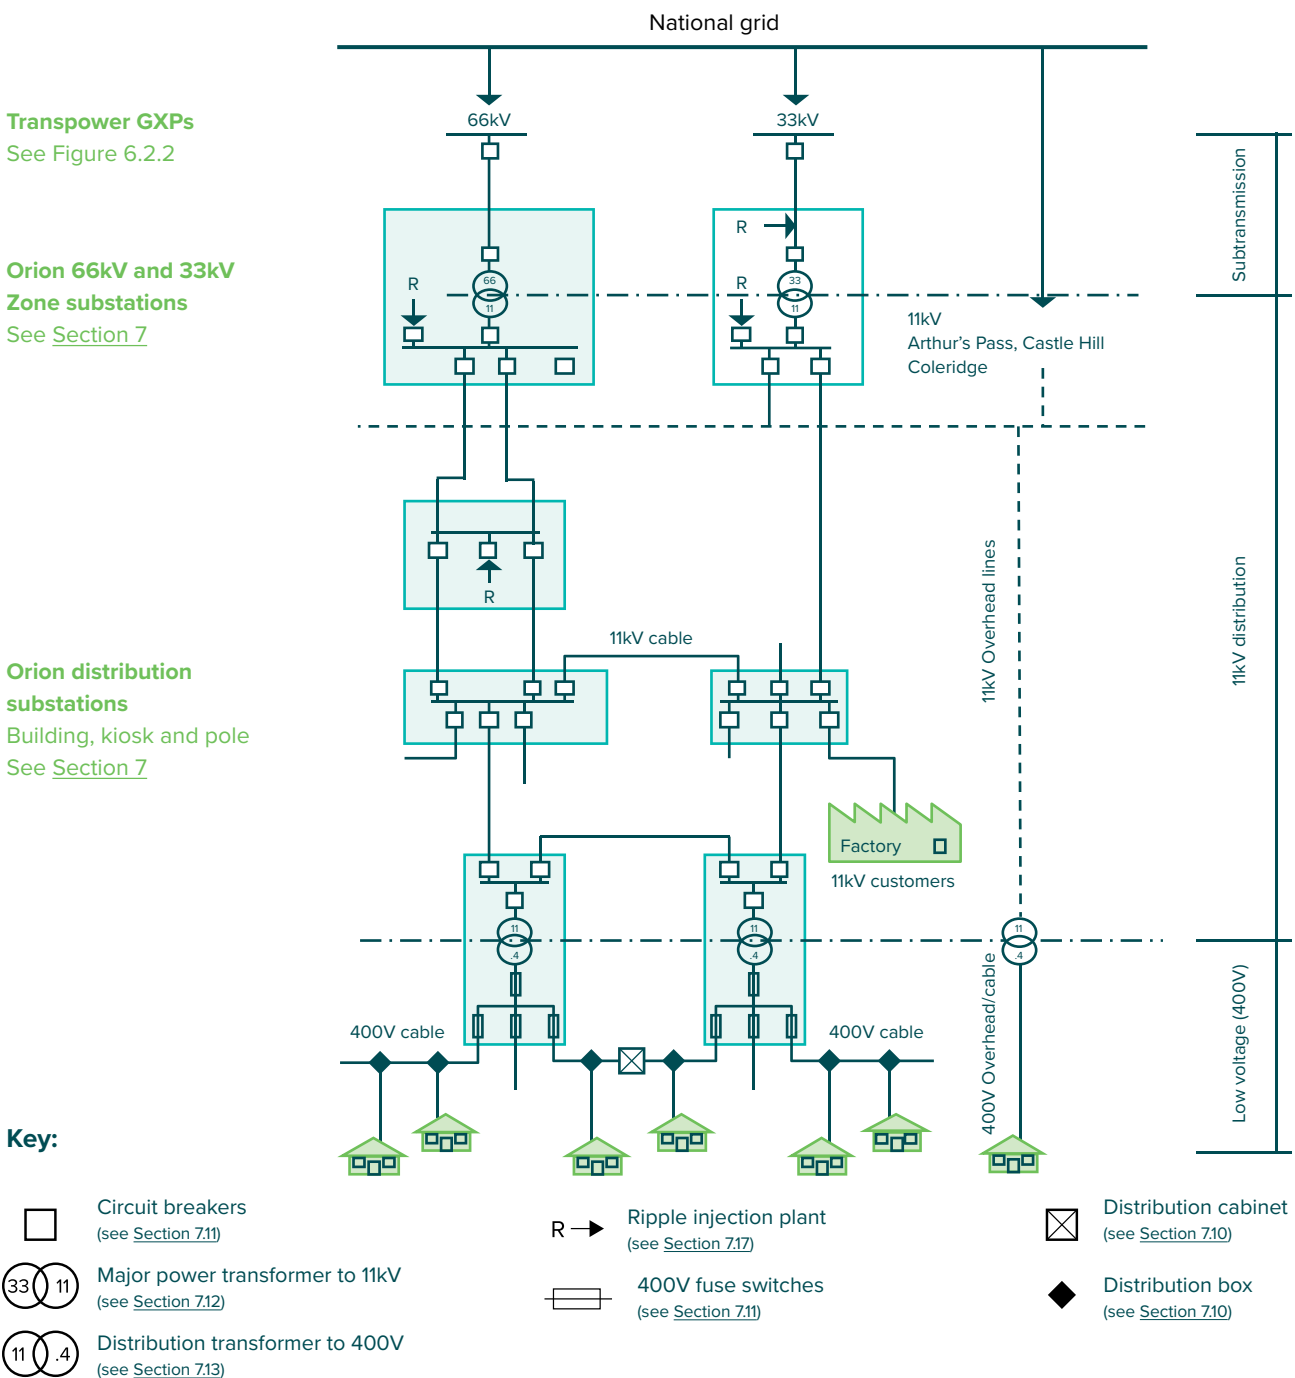 National grid
Transpower GXPs
See Figure 6.2.2
66kV
33kV
Subtransmission
Orion 66kV and 33kV
Zone substations
See Section 7
R
66
11
R
R
33
11
11kV
Arthur's Pass, Castle Hill
Coleridge
R
11kV Overhead lines
11kV distribution
Orion distribution
substations
Building, kiosk and pole
See Section 7
11kV cable
Factory
11kV customers
11
.4
11
.4
11
.4
400V cable
400V cable
400V Overhead/cable
Low voltage (400V)
Key:
Circuit breakers
(see Section 7.11)
33 11
Major power transformer to 11kV
(see Section 7.12)
11 .4
Distribution transformer to 400V
(see Section 7.13)
R
Ripple injection plant
(see Section 7.17)
400V fuse switches
(see Section 7.11)
Distribution cabinet
(see Section 7.10)
Distribution box
(see Section 7.10)